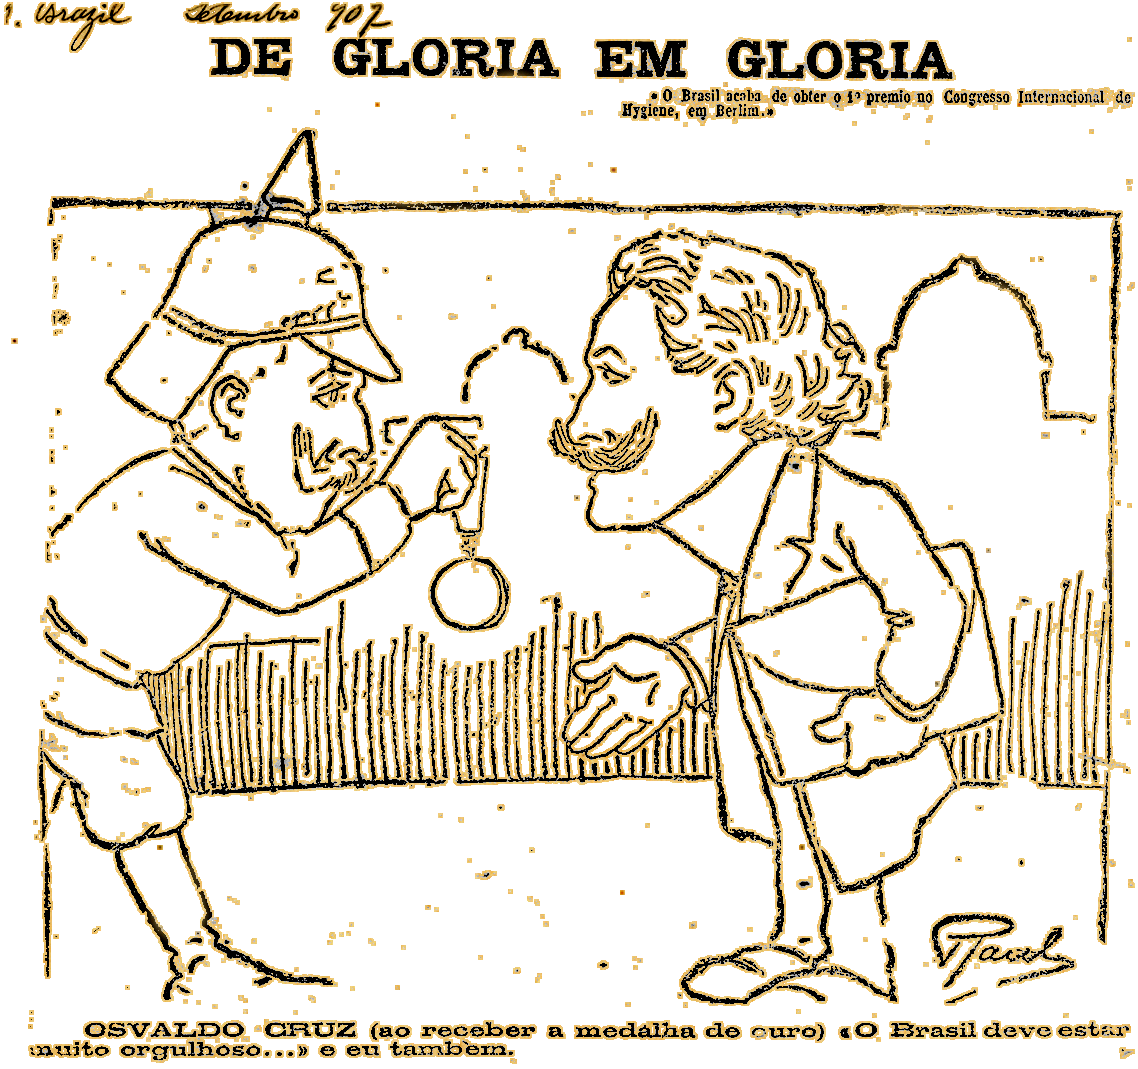 1. Brazil Setembro 907
DE GLORIA EM GLORIA
«O Brasil acaba de obter o 1º premio no Congresso Internacional de
Hygiene, em Berlim.»
OSVALDO CRUZ (ao receber a medalha de ouro) «O Brasil deve estar
muito orgulhoso...» e eu tambem.